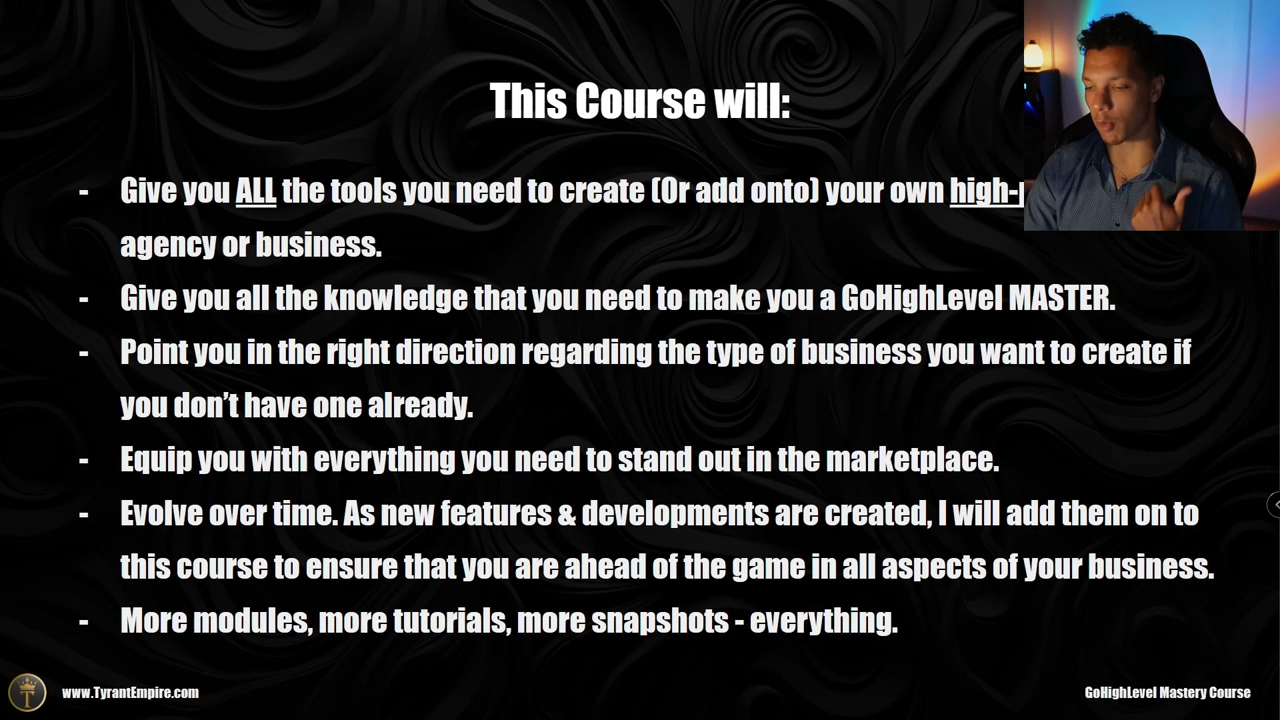 This Course will:
- Give you ALL the tools you need to create (Or add onto) your own high-
agency or business.
- Give you all the knowledge that you need to make you a GoHighLevel MASTER.
- Point you in the right direction regarding the type of business you want to create if
you don’t have one already.
- Equip you with everything you need to stand out in the marketplace.
- Evolve over time. As new features & developments are created, I will add them on to
this course to ensure that you are ahead of the game in all aspects of your business.
- More modules, more tutorials, more snapshots - everything.
T
www.TyrantEmpire.com
GoHighLevel Mastery Course